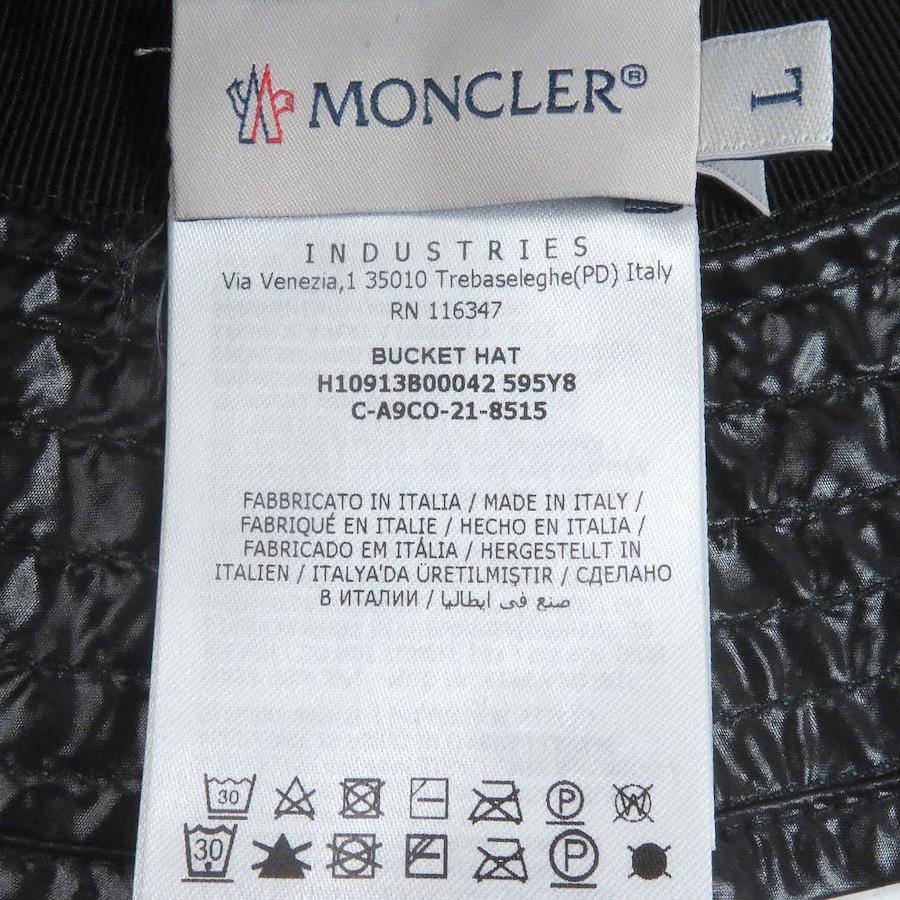 MONCLER®
L
INDUSTRIES
Via Venezia,1 35010 Trebaseleghe(PD) Italy
RN 116347
BUCKET HAT
H10913B00042 595Y8
C-A9CO-21-8515
FABBRICATO IN ITALIA / MADE IN ITALY /
FABRIQUÉ EN ITALIE / HECHO EN ITALIA /
FABRICADO EM ITÁLIA / HERGESTELLT IN
ITALIEN / ITALYA'DA ÜRETILMIŞTIR / СДЕЛАНО
В ИТАЛИИ / صنع في ايطاليا
30 P W
30 P